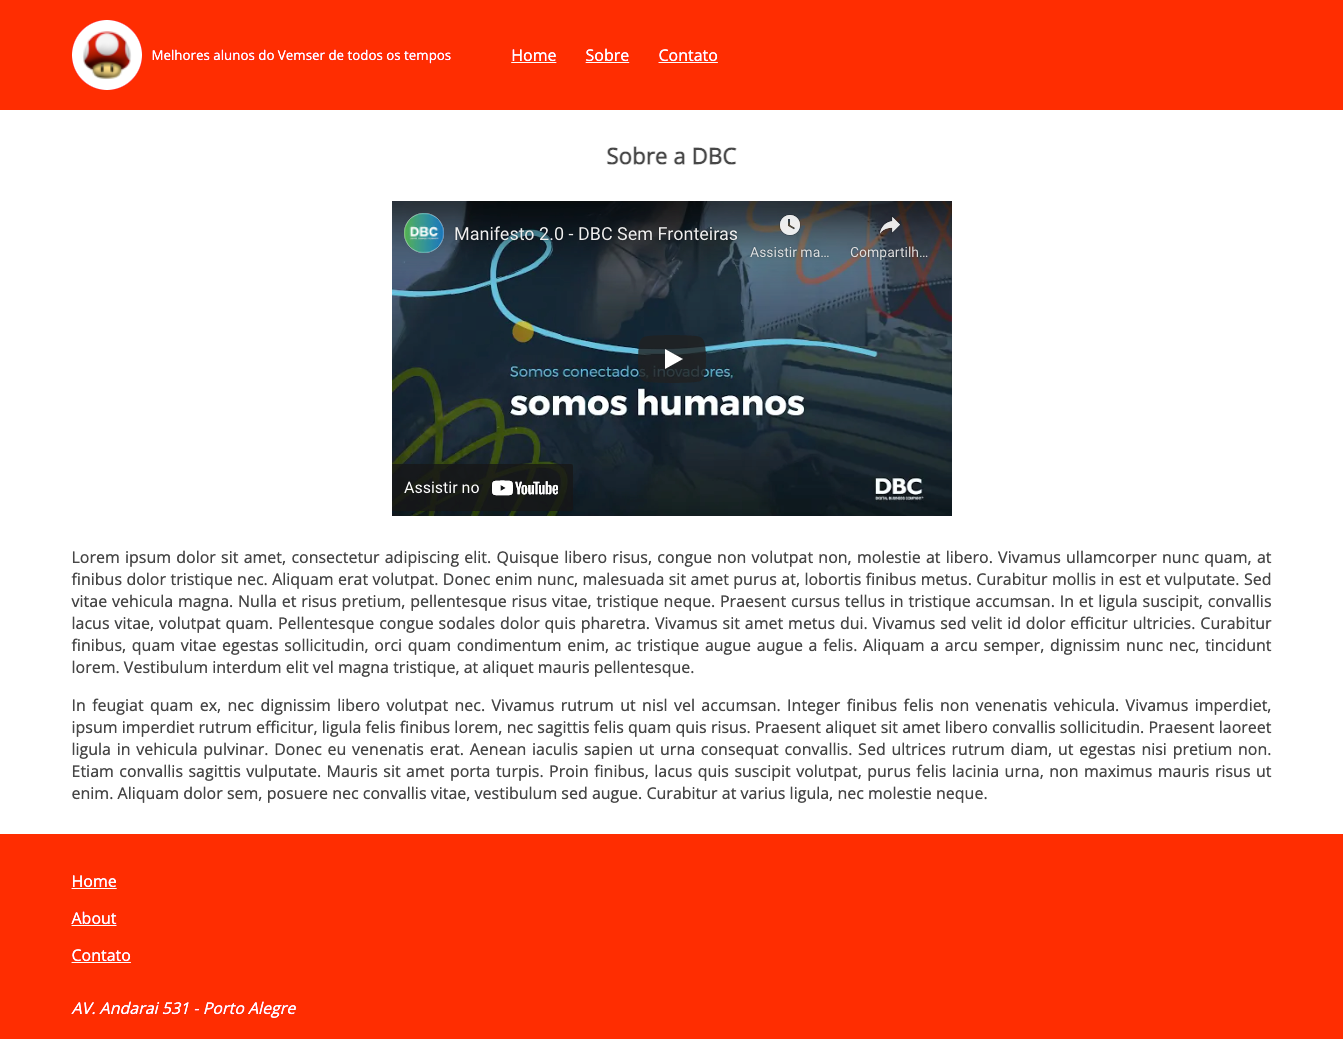 Melhores alunos do Vemser de todos os tempos
Home Sobre Contato
Sobre a DBC
DBC
Manifesto 2.0 - DBC Sem Fronteiras
Assistir ma...
Compartilh...
Somos conectados, inovadores,
somos humanos
Assistir no YouTube
DBC
DIGITAL BUSINESS COMPANY
Lorem ipsum dolor sit amet, consectetur adipiscing elit. Quisque libero risus, congue non volutpat non, molestie at libero. Vivamus ullamcorper nunc quam, at
finibus dolor tristique nec. Aliquam erat volutpat. Donec enim nunc, malesuada sit amet purus at, lobortis finibus metus. Curabitur mollis in est et vulputate. Sed
vitae vehicula magna. Nulla et risus pretium, pellentesque risus vitae, tristique neque. Praesent cursus tellus in tristique accumsan. In et ligula suscipit, convallis
lacus vitae, volutpat quam. Pellentesque congue sodales dolor quis pharetra. Vivamus sit amet metus dui. Vivamus sed velit id dolor efficitur ultricies. Curabitur
finibus, quam vitae egestas sollicitudin, orci quam condimentum enim, ac tristique augue augue a felis. Aliquam a arcu semper, dignissim nunc nec, tincidunt
lorem. Vestibulum interdum elit vel magna tristique, at aliquet mauris pellentesque.
In feugiat quam ex, nec dignissim libero volutpat nec. Vivamus rutrum ut nisl vel accumsan. Integer finibus felis non venenatis vehicula. Vivamus imperdiet,
ipsum imperdiet rutrum efficitur, ligula felis finibus lorem, nec sagittis felis quam quis risus. Praesent aliquet sit amet libero convallis sollicitudin. Praesent laoreet
ligula in vehicula pulvinar. Donec eu venenatis erat. Aenean iaculis sapien ut urna consequat convallis. Sed ultrices rutrum diam, ut egestas nisi pretium non.
Etiam convallis sagittis vulputate. Mauris sit amet porta turpis. Proin finibus, lacus quis suscipit volutpat, purus felis lacinia urna, non maximus mauris risus ut
enim. Aliquam dolor sem, posuere nec convallis vitae, vestibulum sed augue. Curabitur at varius ligula, nec molestie neque.
Home
About
Contato
AV. Andarai 531 - Porto Alegre